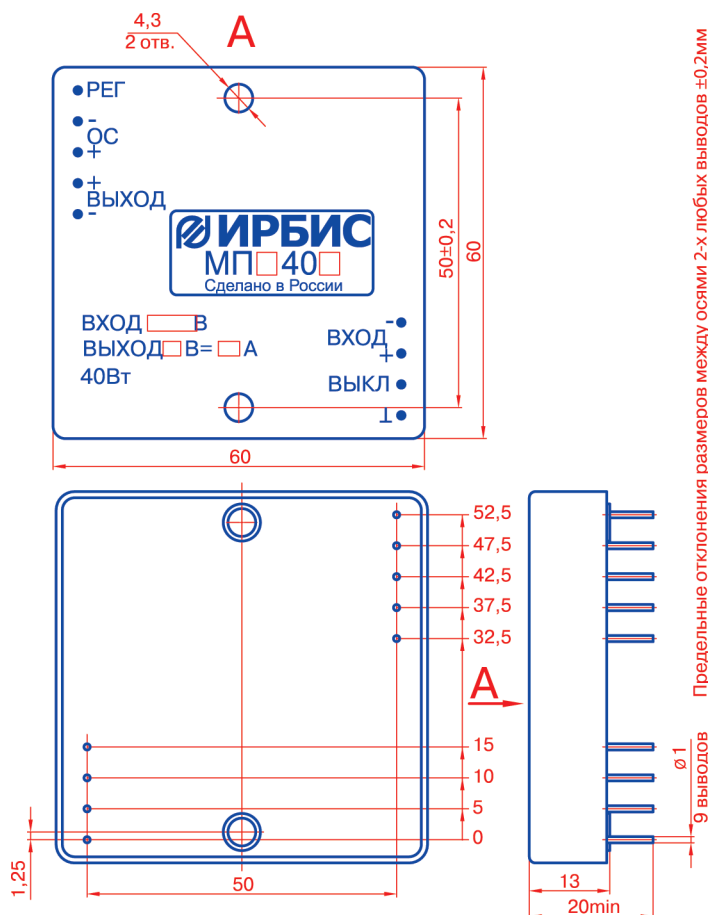 4,3
2 отв.
А
РЕГ
-
ОС
+
+
ВЫХОД
-
ИРБИС
МП□40□
Сделано в России
ВХОД □ В
ВЫХОД□ В= □ А
40Вт
-
ВХОД
+
ВЫКЛ
⊥
50±0,2
60
60
Предельные отклонения размеров между осями 2-х любых выводов ±0,2мм
52,5
47,5
42,5
37,5
32,5
А
15
10
5
0
1,25
50
13
20min
ø 1
9 выводов